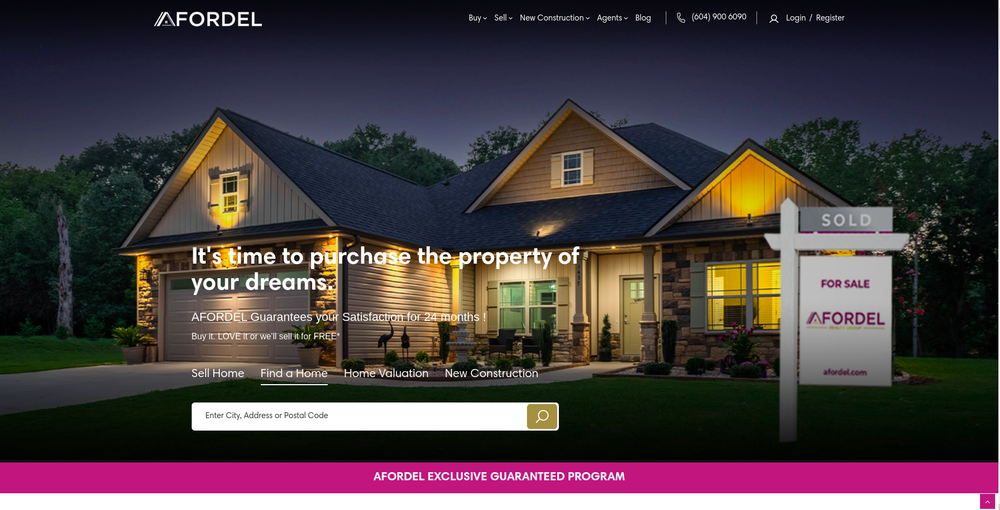 AFORDEL
Buy Sell New Construction Agents Blog (604) 900 6090 Login / Register
SOLD
It's time to purchase the property of
your dreams.
FOR SALE
AFORDEL
AFORDEL Guarantees your Satisfaction for 24 months !
Buy it. LOVE it or we'll sell it for FREE*
afordel.com
Sell Home Find a Home Home Valuation New Construction
Enter City, Address or Postal Code
AFORDEL EXCLUSIVE GUARANTEED PROGRAM